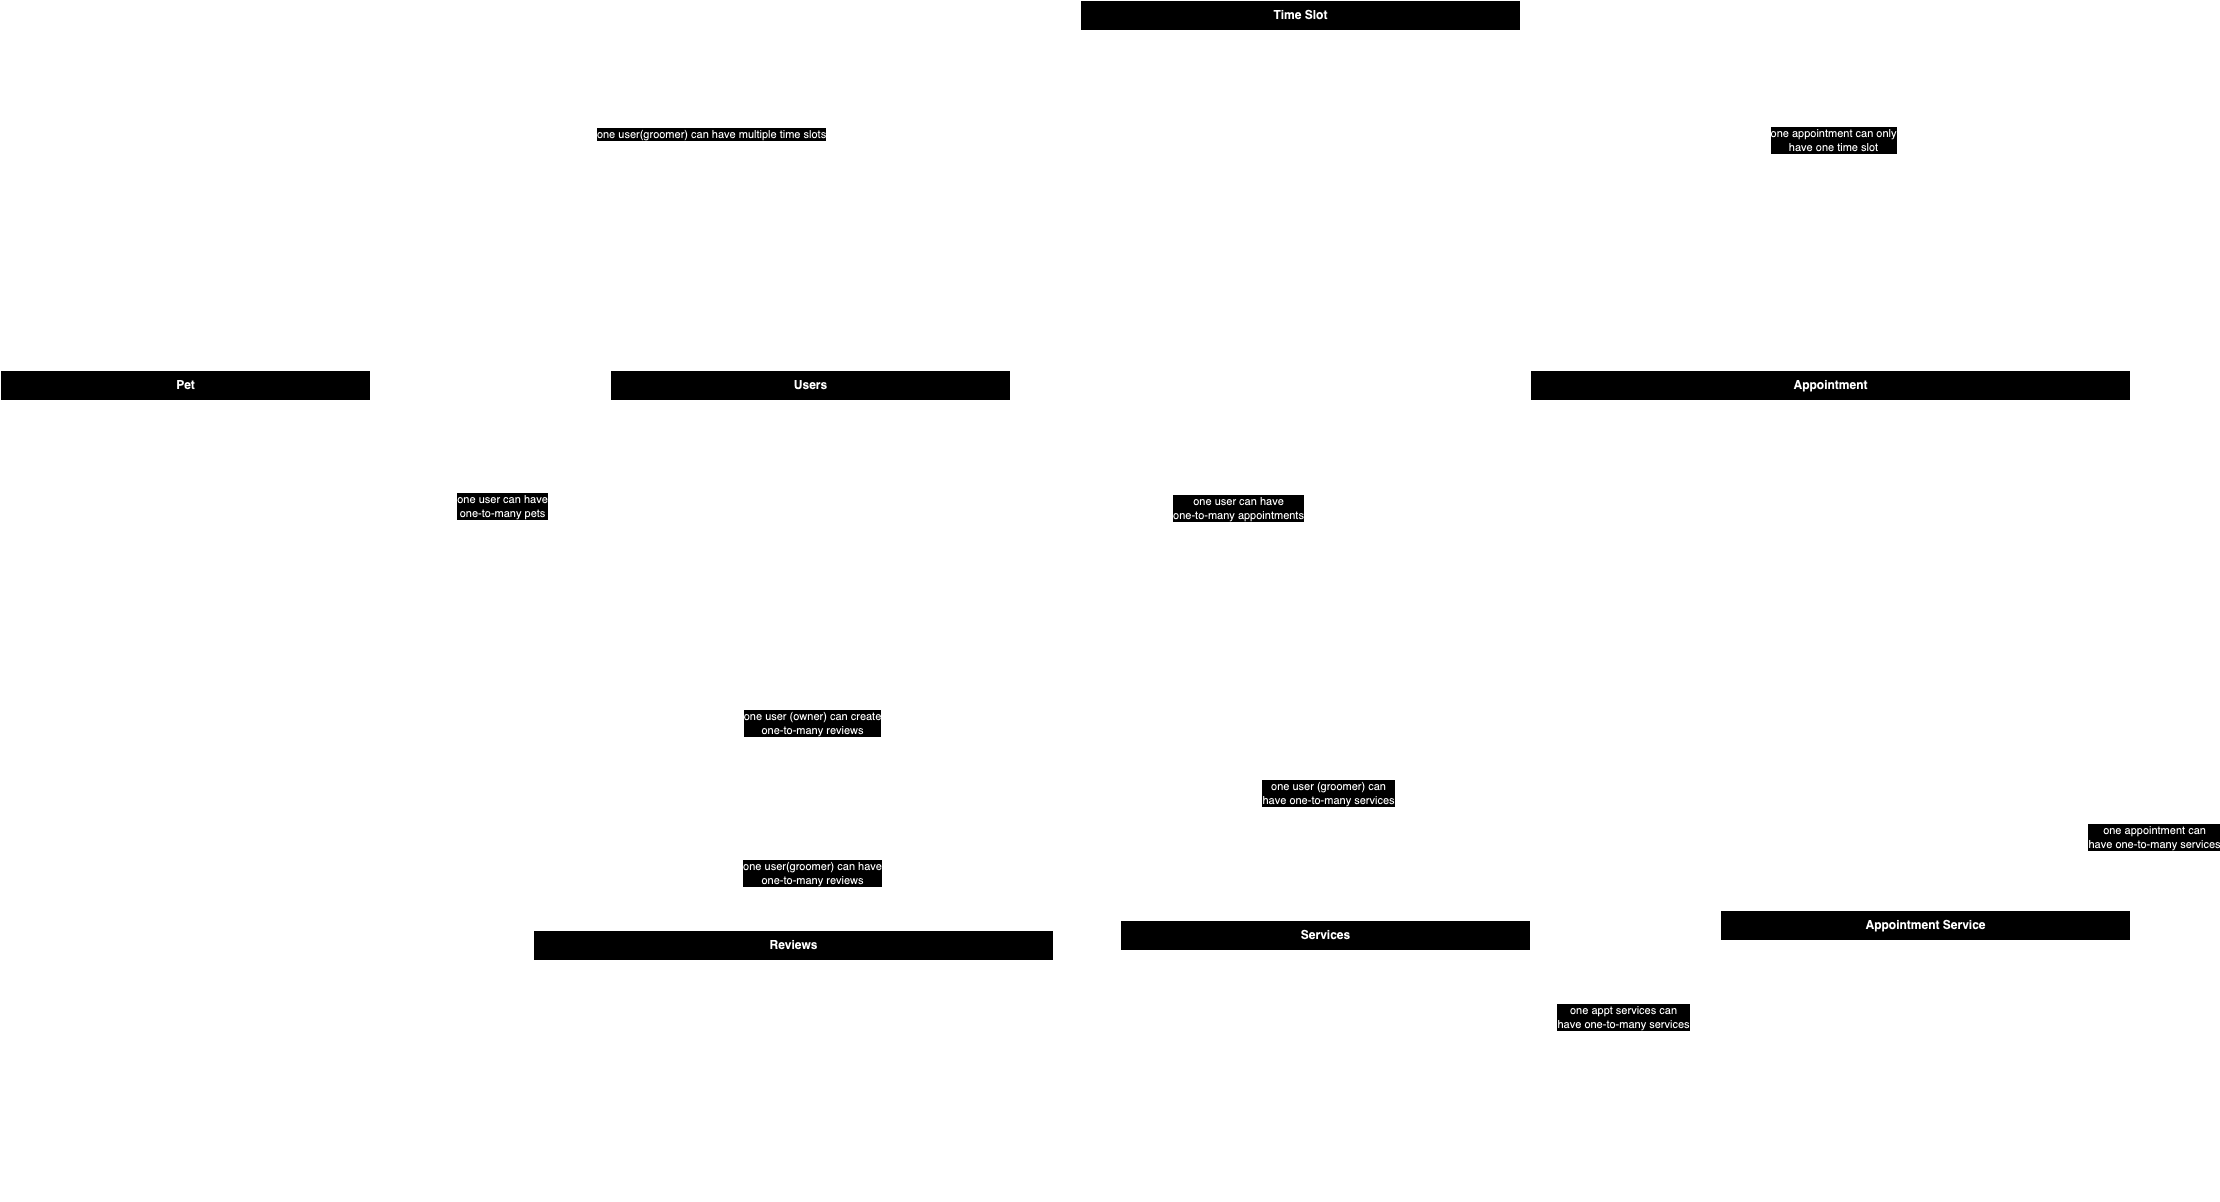 Time Slot
one user(groomer) can have multiple time slots
one appointment can only
have one time slot
Pet
Users
Appointment
one user can have
one-to-many pets
one user can have
one-to-many appointments
one user (owner) can create
one-to-many reviews
one user (groomer) can
have one-to-many services
one appointment can
have one-to-many services
one user(groomer) can have
one-to-many reviews
Reviews
Services
Appointment Service
one appt services can
have one-to-many services